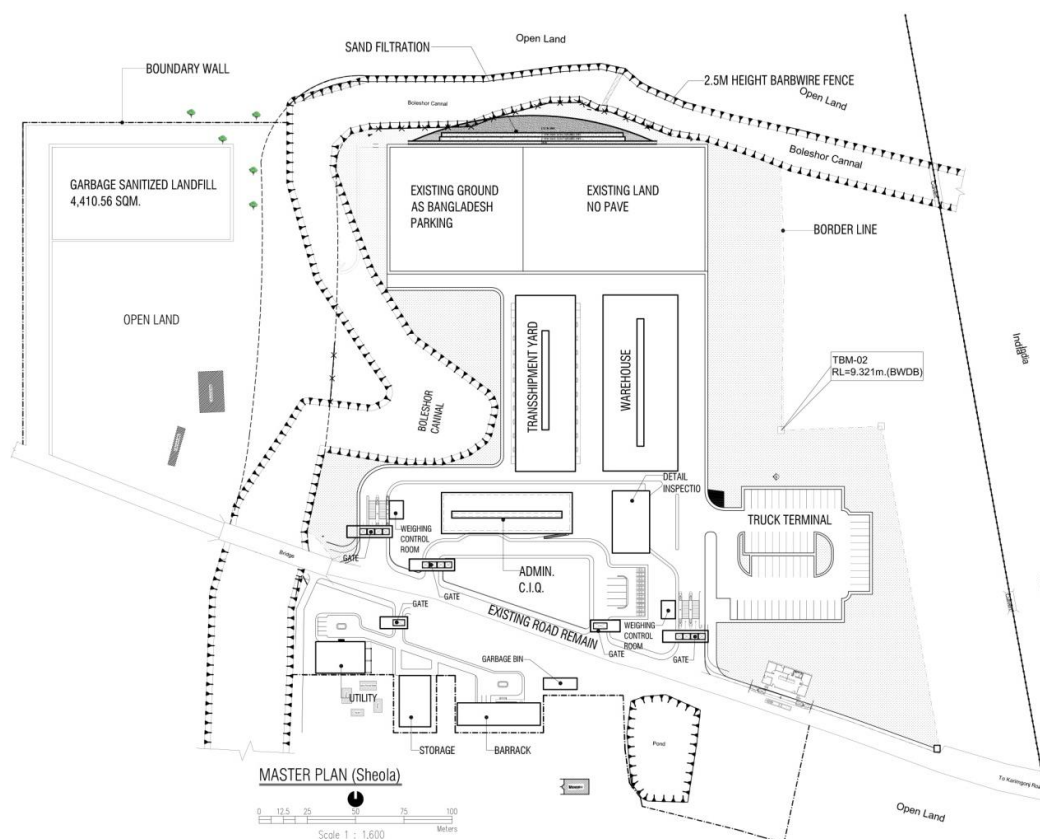 Open Land
SAND FILTRATION
BOUNDARY WALL
2.5M HEIGHT BARBWIRE FENCE
Open Land
Boleshor Cannal
Boleshor Cannal
GARBAGE SANITIZED LANDFILL
4,410.56 SQM.
EXISTING GROUND
AS BANGLADESH
PARKING
EXISTING LAND
NO PAVE
BORDER LINE
OPEN LAND
India
India
TRANSSHIPMENT YARD
WAREHOUSE
TBM-02
RL=9.321m.(BWDB)
BOLESHOR
CANNAL
DETAIL
INSPECTIO
TRUCK TERMINAL
WEIGHING
CONTROL
ROOM
GATE
Bridge
ADMIN.
C.I.Q.
GATE
GATE
EXISTING ROAD REMAIN
WEIGHING
CONTROL
ROOM
GATE
GATE
GARBAGE BIN
UTILITY
STORAGE
BARRACK
Pond
MASTER PLAN (Sheola)
0 12.5 25 50 75 100
Meters
Scale 1 : 1,600
Open Land